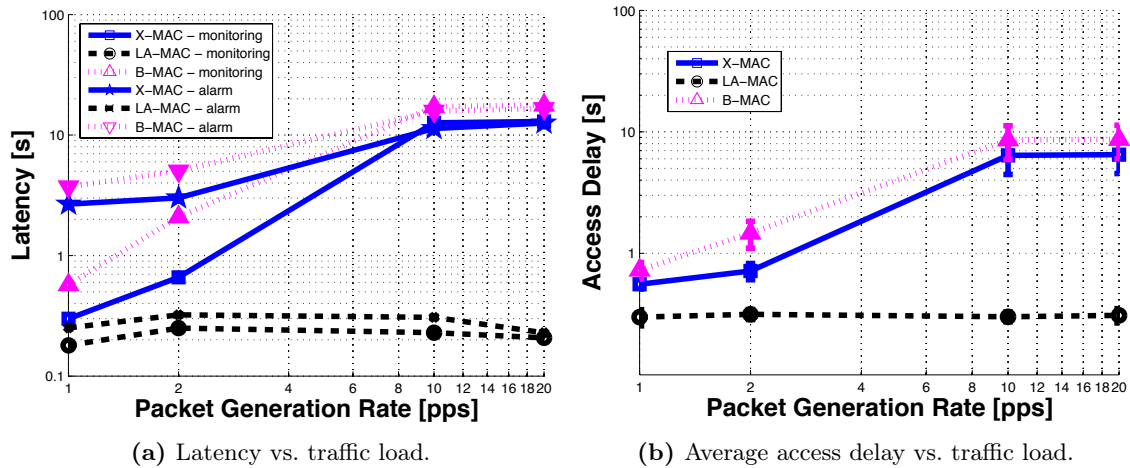 100
10
1
0.1
Latency [s]
X-MAC - monitoring
LA-MAC - monitoring
B-MAC - monitoring
X-MAC - alarm
LA-MAC - alarm
B-MAC - alarm
1 2 4 6 8 10 12 14 16 18 20
Packet Generation Rate [pps]
(a) Latency vs. traffic load.
100
10
1
Access Delay [s]
X-MAC
LA-MAC
B-MAC
1 2 4 6 8 10 12 14 16 18 20
Packet Generation Rate [pps]
(b) Average access delay vs. traffic load.